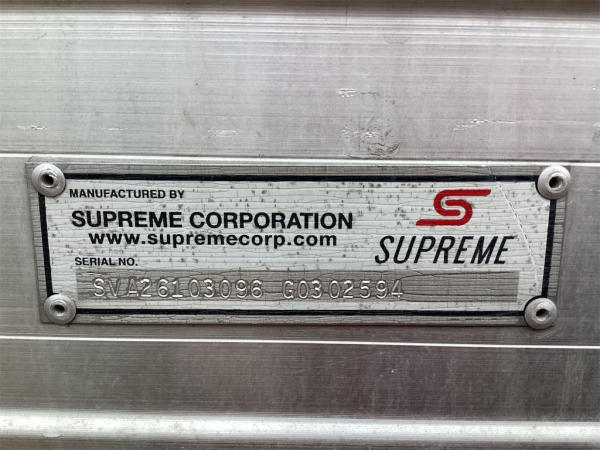 MANUFACTURED BY
SUPREME CORPORATION
www.supremecorp.com
SUPREME
SERIAL NO.
SVA26103096 G0302594